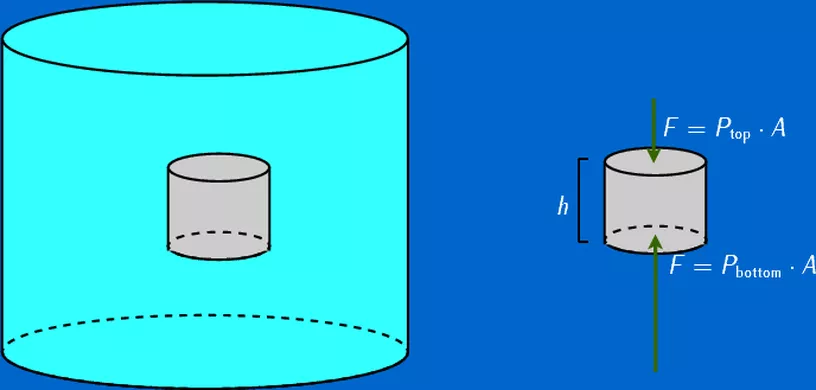 F = P_top · A
h
F = P_bottom · A